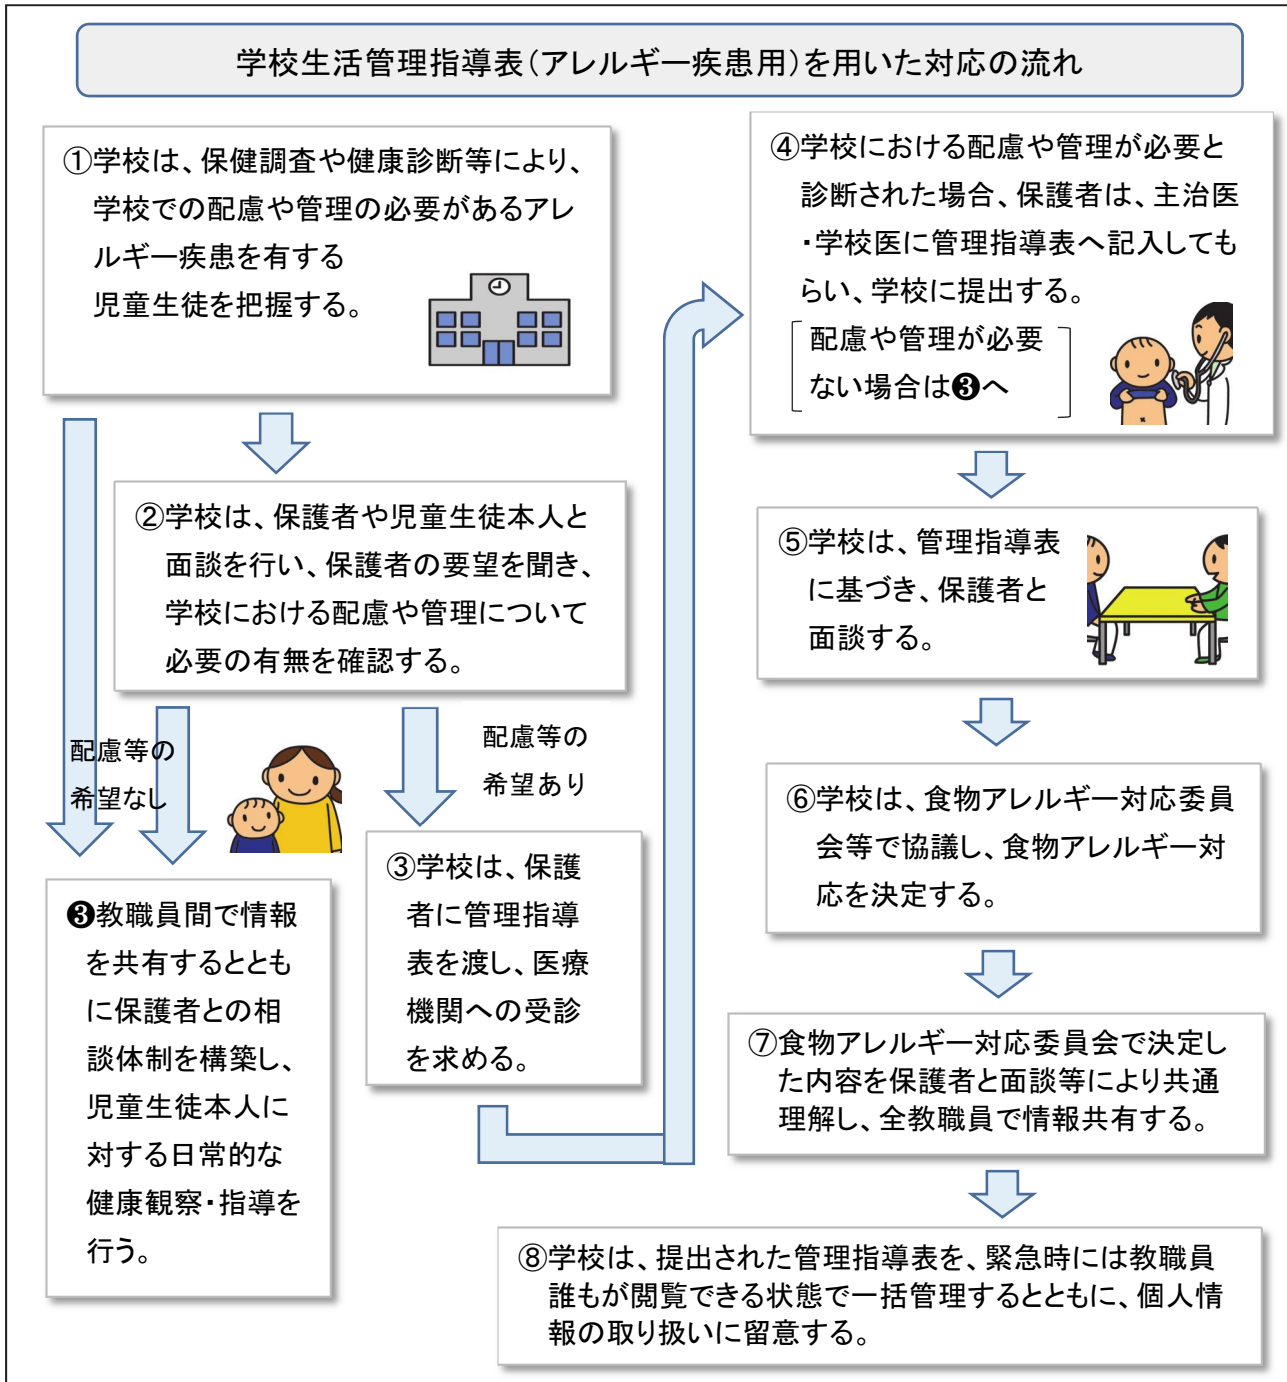 学校生活管理指導表(アレルギー疾患用)を用いた対応の流れ
①学校は、保健調査や健康診断等により、
学校での配慮や管理の必要があるアレ
ルギー疾患を有する
児童生徒を把握する。
②学校は、保護者や児童生徒本人と
面談を行い、保護者の要望を聞き、
学校における配慮や管理について
必要の有無を確認する。
配慮等の
希望なし
配慮等の
希望あり
❸教職員間で情報
を共有するととも
に保護者との相
談体制を構築し、
児童生徒本人に
対する日常的な
健康観察・指導を
行う。
③学校は、保護
者に管理指導
表を渡し、医療
機関への受診
を求める。
④学校における配慮や管理が必要と
診断された場合、保護者は、主治医
・学校医に管理指導表へ記入しても
らい、学校に提出する。
配慮や管理が必要
ない場合は❸へ
⑤学校は、管理指導表
に基づき、保護者と
面談する。
⑥学校は、食物アレルギー対応委員
会等で協議し、食物アレルギー対
応を決定する。
⑦食物アレルギー対応委員会で決定し
た内容を保護者と面談等により共通
理解し、全教職員で情報共有する。
⑧学校は、提出された管理指導表を、緊急時には教職員
誰もが閲覧できる状態で一括管理するとともに、個人情
報の取り扱いに留意する。